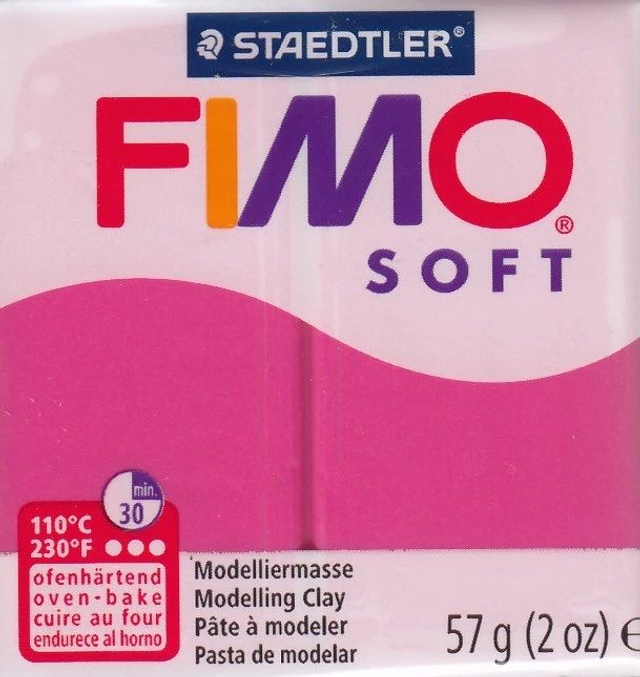 STAEDTLER®
FIMO®
SOFT
min.
30
110°C
230°F
ofenhärtend
oven-bake
cuire au four
endurece al horno
Modelliermasse
Modelling Clay
Pâte à modeler
Pasta de modelar
57 g (2 oz) e